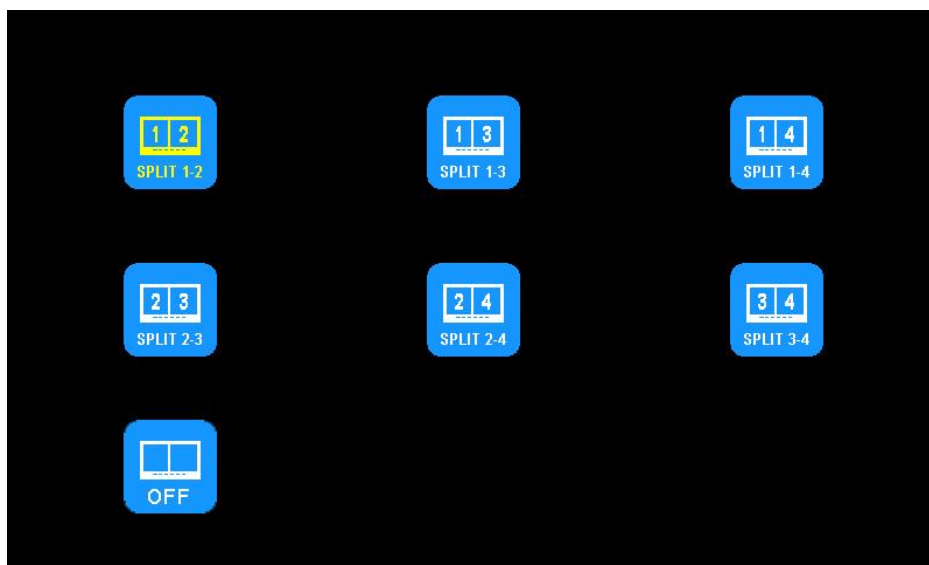 1 2
SPLIT 1-2
1 3
SPLIT 1-3
1 4
SPLIT 1-4
2 3
SPLIT 2-3
2 4
SPLIT 2-4
3 4
SPLIT 3-4
OFF